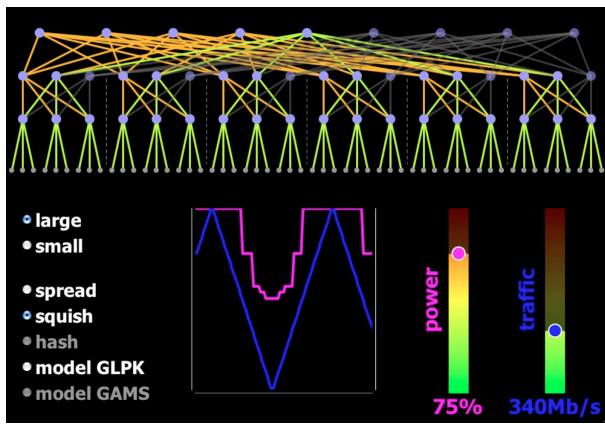 large
small
spread
squish
hash
model GLPK
model GAMS
power
traffic
75%
340Mb/s